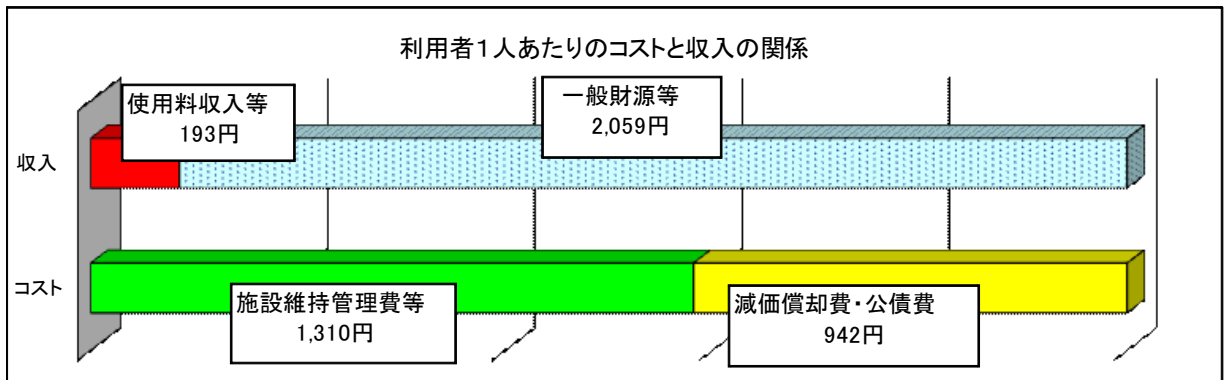 利用者１人あたりのコストと収入の関係
使用料収入等
193円
一般財源等
2,059円
収入
コスト
施設維持管理費等
1,310円
減価償却費・公債費
942円